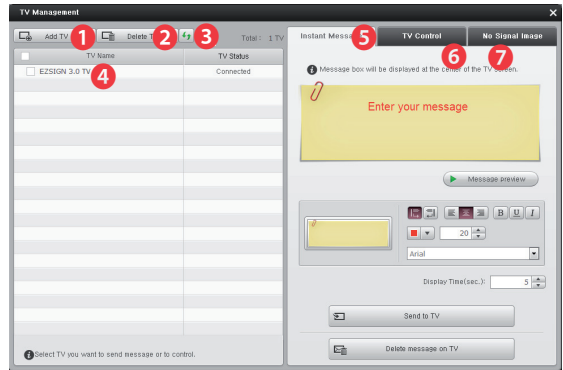 TV Management
Add TV 1 Delete T 2 3 Total : 1 TV
TV Name TV Status
EZSIGN 3.0 TV 4 Connected
Select TV you want to send message or to control.
Instant Messa 5 TV Control 6 No Signal Image 7
Message box will be displayed at the center of the TV screen.
Enter your message
Message preview
B U I
20
Arial
Display Time(sec.): 5
Send to TV
Delete message on TV